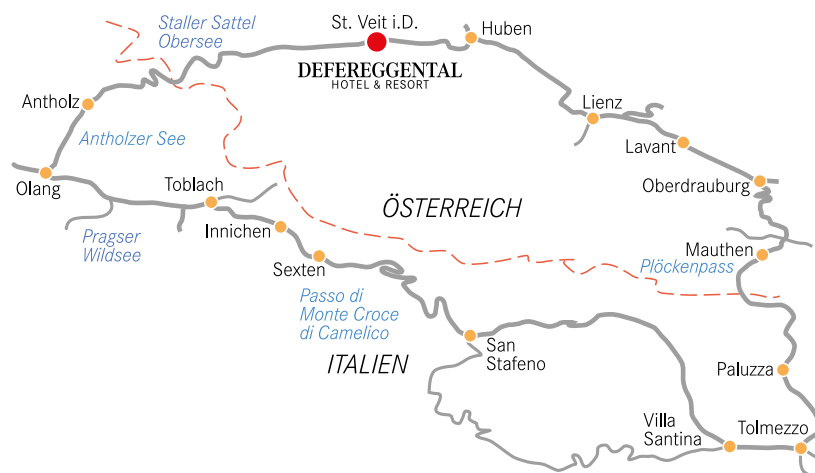 Staller Sattel
Obersee
St. Veit i.D.
Huben
DEFEREGGENTAL
HOTEL & RESORT
Antholz
Lienz
Antholzer See
Lavant
Olang
Toblach
Oberdrauburg
ÖSTERREICH
Innichen
Pragser
Wildsee
Mauthen
Sexten
Plöckenpass
Passo di
Monte Croce
di Camelico
San
Stafeno
ITALIEN
Paluzza
Villa
Santina
Tolmezzo